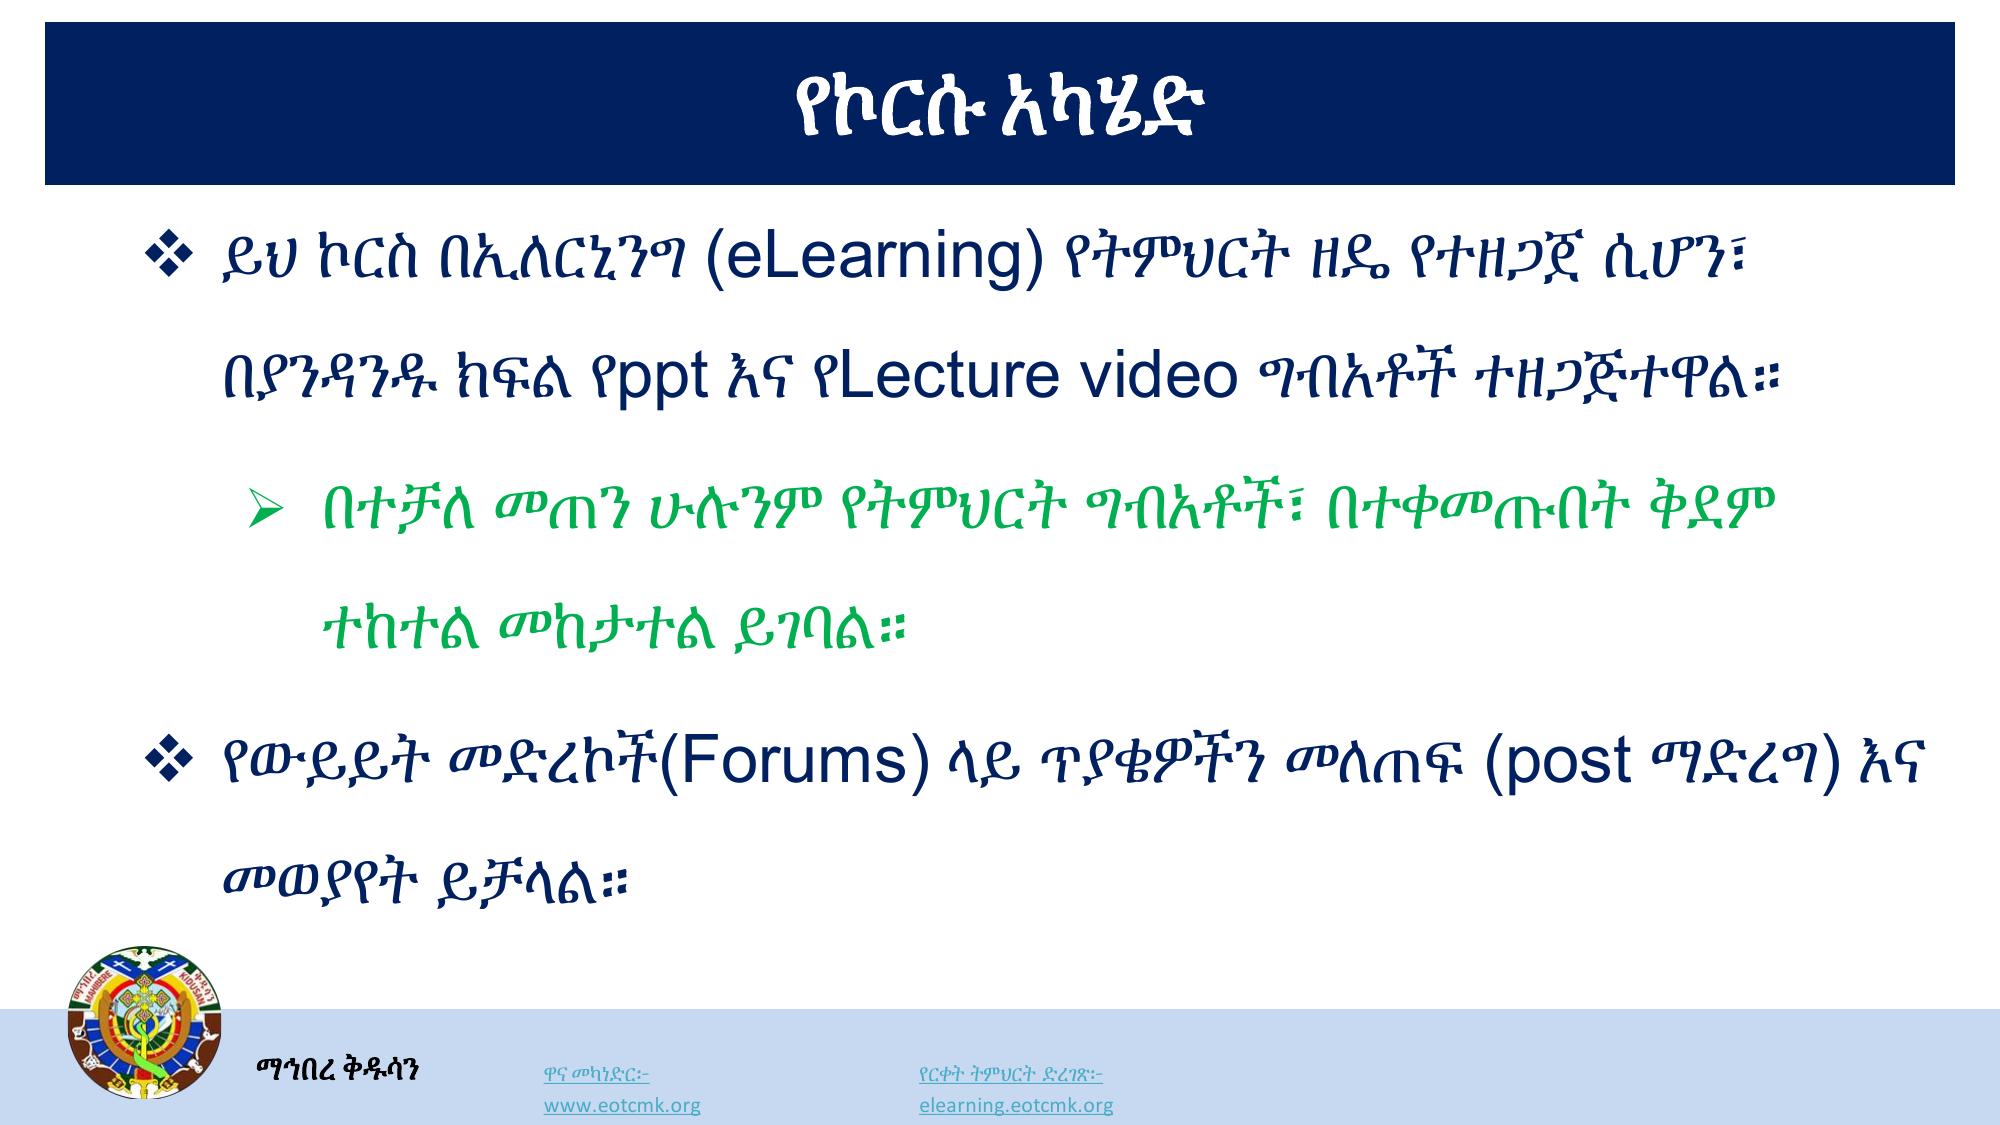 የኮርሱ አካሄድ
❖ ይህ ኮርስ በኢለርኒንግ (eLearning) የትምህርት ዘዴ የተዘጋጀ ሲሆን፣
በያንዳንዱ ክፍል የppt እና የLecture video ግብአቶች ተዘጋጅተዋል።
➢ በተቻለ መጠን ሁሉንም የትምህርት ግብአቶች፣ በተቀመጡበት ቅደም
ተከተል መከታተል ይገባል።
❖ የውይይት መድረኮች(Forums) ላይ ጥያቄዎችን መለጠፍ (post ማድረግ) እና
መወያየት ይቻላል።
ማኅበረ ቅዱሳን
MAHIBERE KIDUSAN
ማኅበረ ቅዱሳን
ዋና መካነድር፡-
www.eotcmk.org
የርቀት ትምህርት ድረገጽ፡-
elearning.eotcmk.org